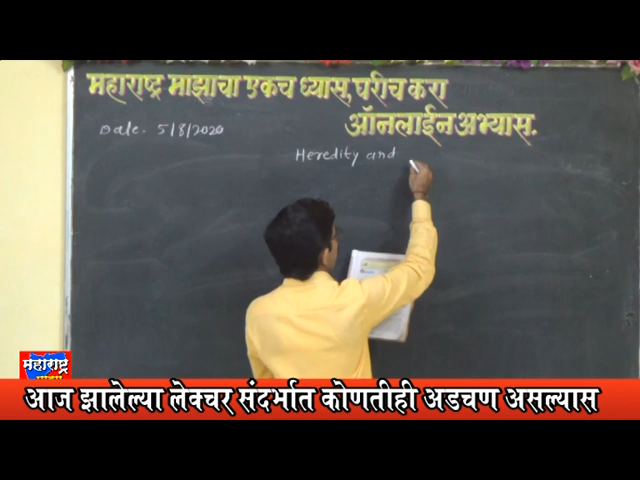 महाराष्ट्र माझाचा एकच ध्यास, घरीच करा
ऑनलाईन अभ्यास.
Date. 5/8/2020
Heredity and
महाराष्ट्र
माझा
आज झालेल्या लेक्चर संदर्भात कोणतीही अडचण असल्यास